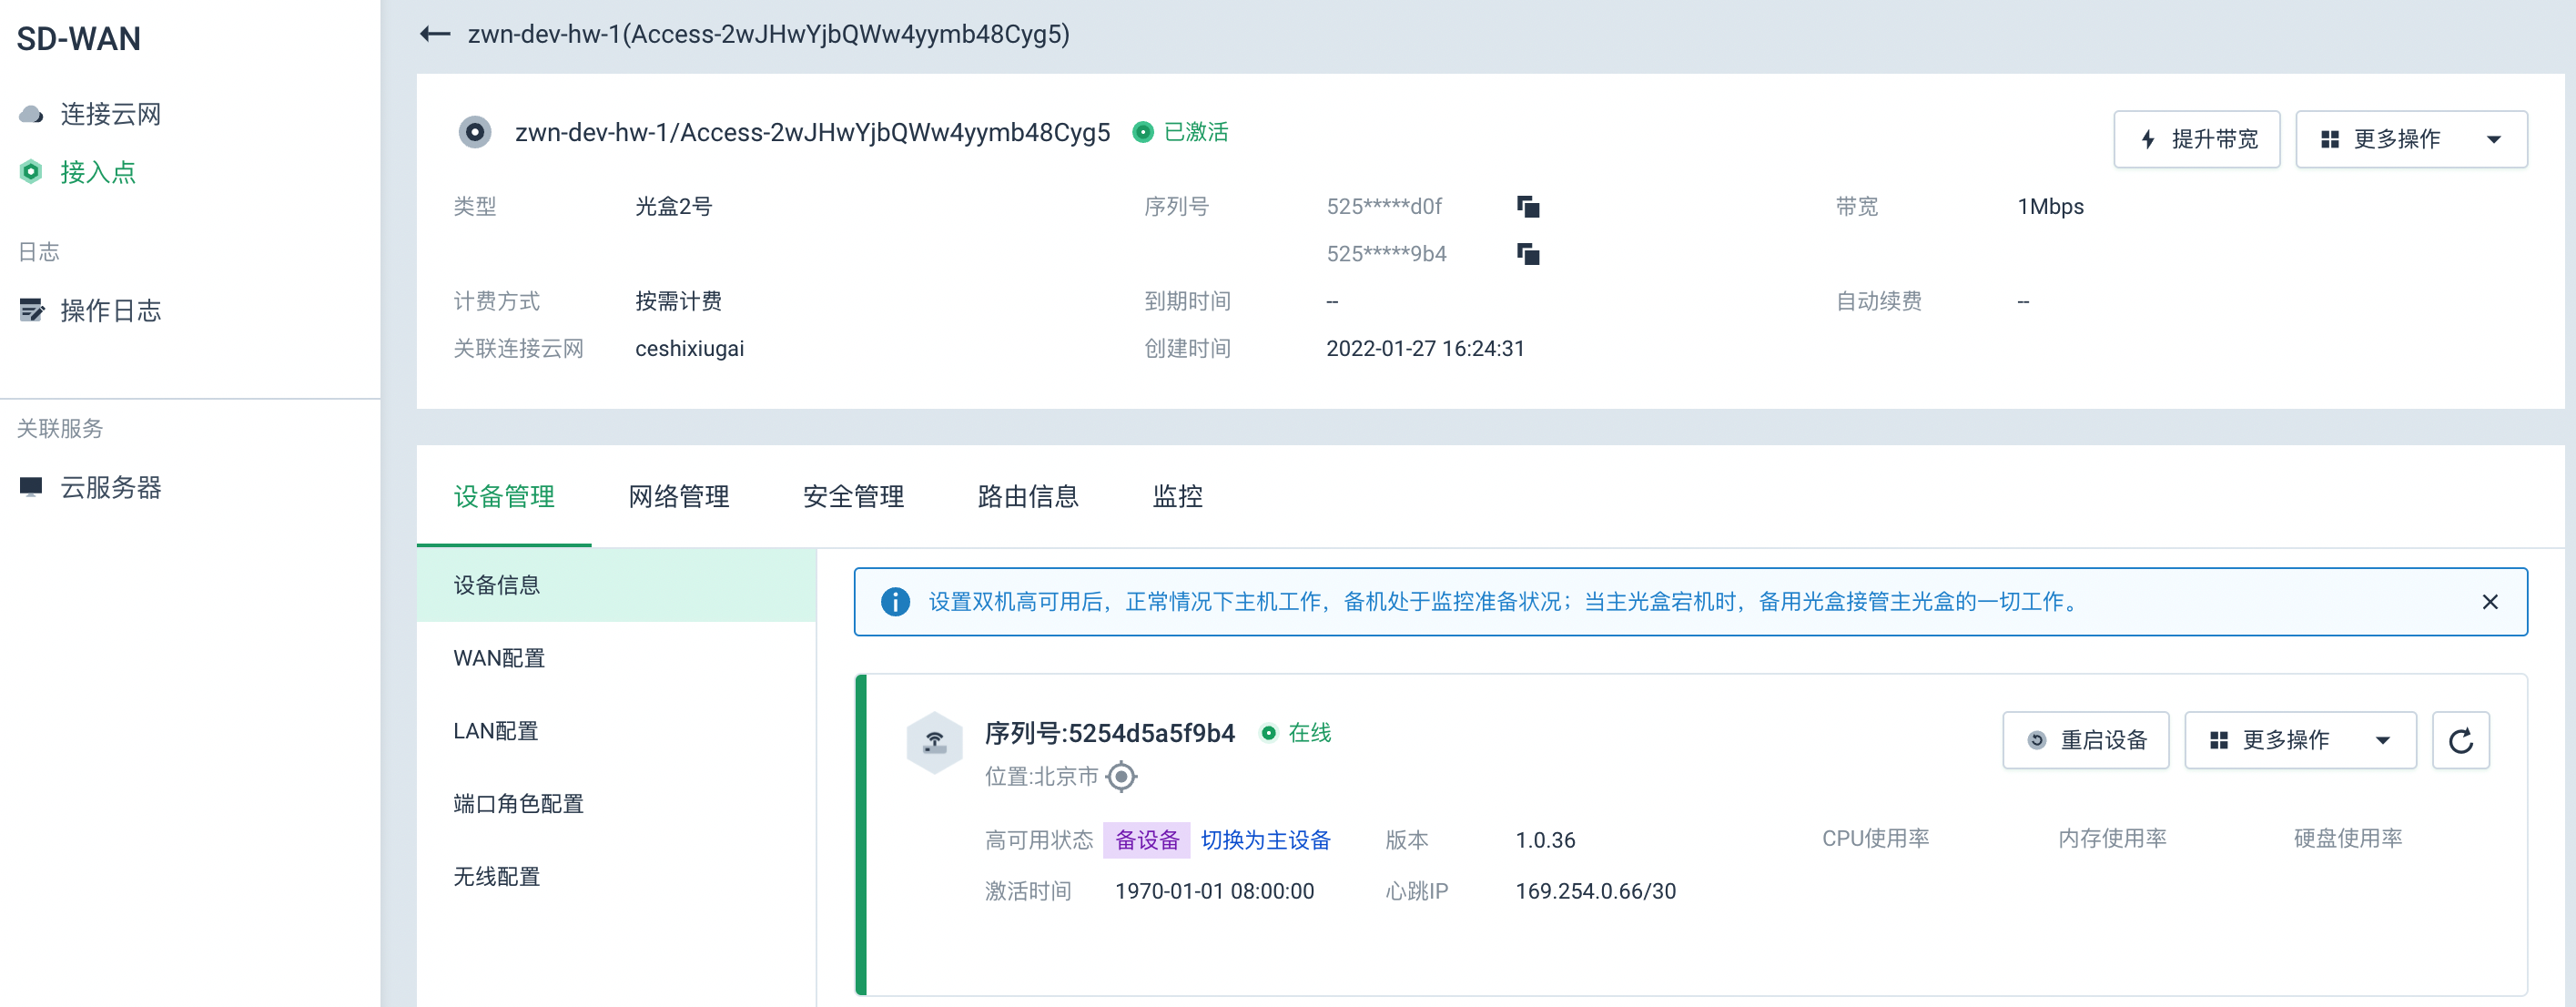 SD-WAN
连接云网
接入点
日志
操作日志
关联服务
云服务器
zwn-dev-hw-1(Access-2wJHwYjbQWw4yymb48Cyg5)
zwn-dev-hw-1/Access-2wJHwYjbQWw4yymb48Cyg5 已激活
提升带宽 更多操作
类型 光盒2号 序列号 525*****d0f 带宽 1Mbps
525*****9b4
计费方式 按需计费 到期时间 -- 自动续费 --
关联连接云网 ceshixiugai 创建时间 2022-01-27 16:24:31
设备管理 网络管理 安全管理 路由信息 监控
设备信息
WAN配置
LAN配置
端口角色配置
无线配置
设置双机高可用后，正常情况下主机工作，备机处于监控准备状况；当主光盒宕机时，备用光盒接管主光盒的一切工作。
序列号:5254d5a5f9b4 在线
位置:北京市
重启设备 更多操作
高可用状态 备设备 切换为主设备 版本 1.0.36 CPU使用率 内存使用率 硬盘使用率
激活时间 1970-01-01 08:00:00 心跳IP 169.254.0.66/30